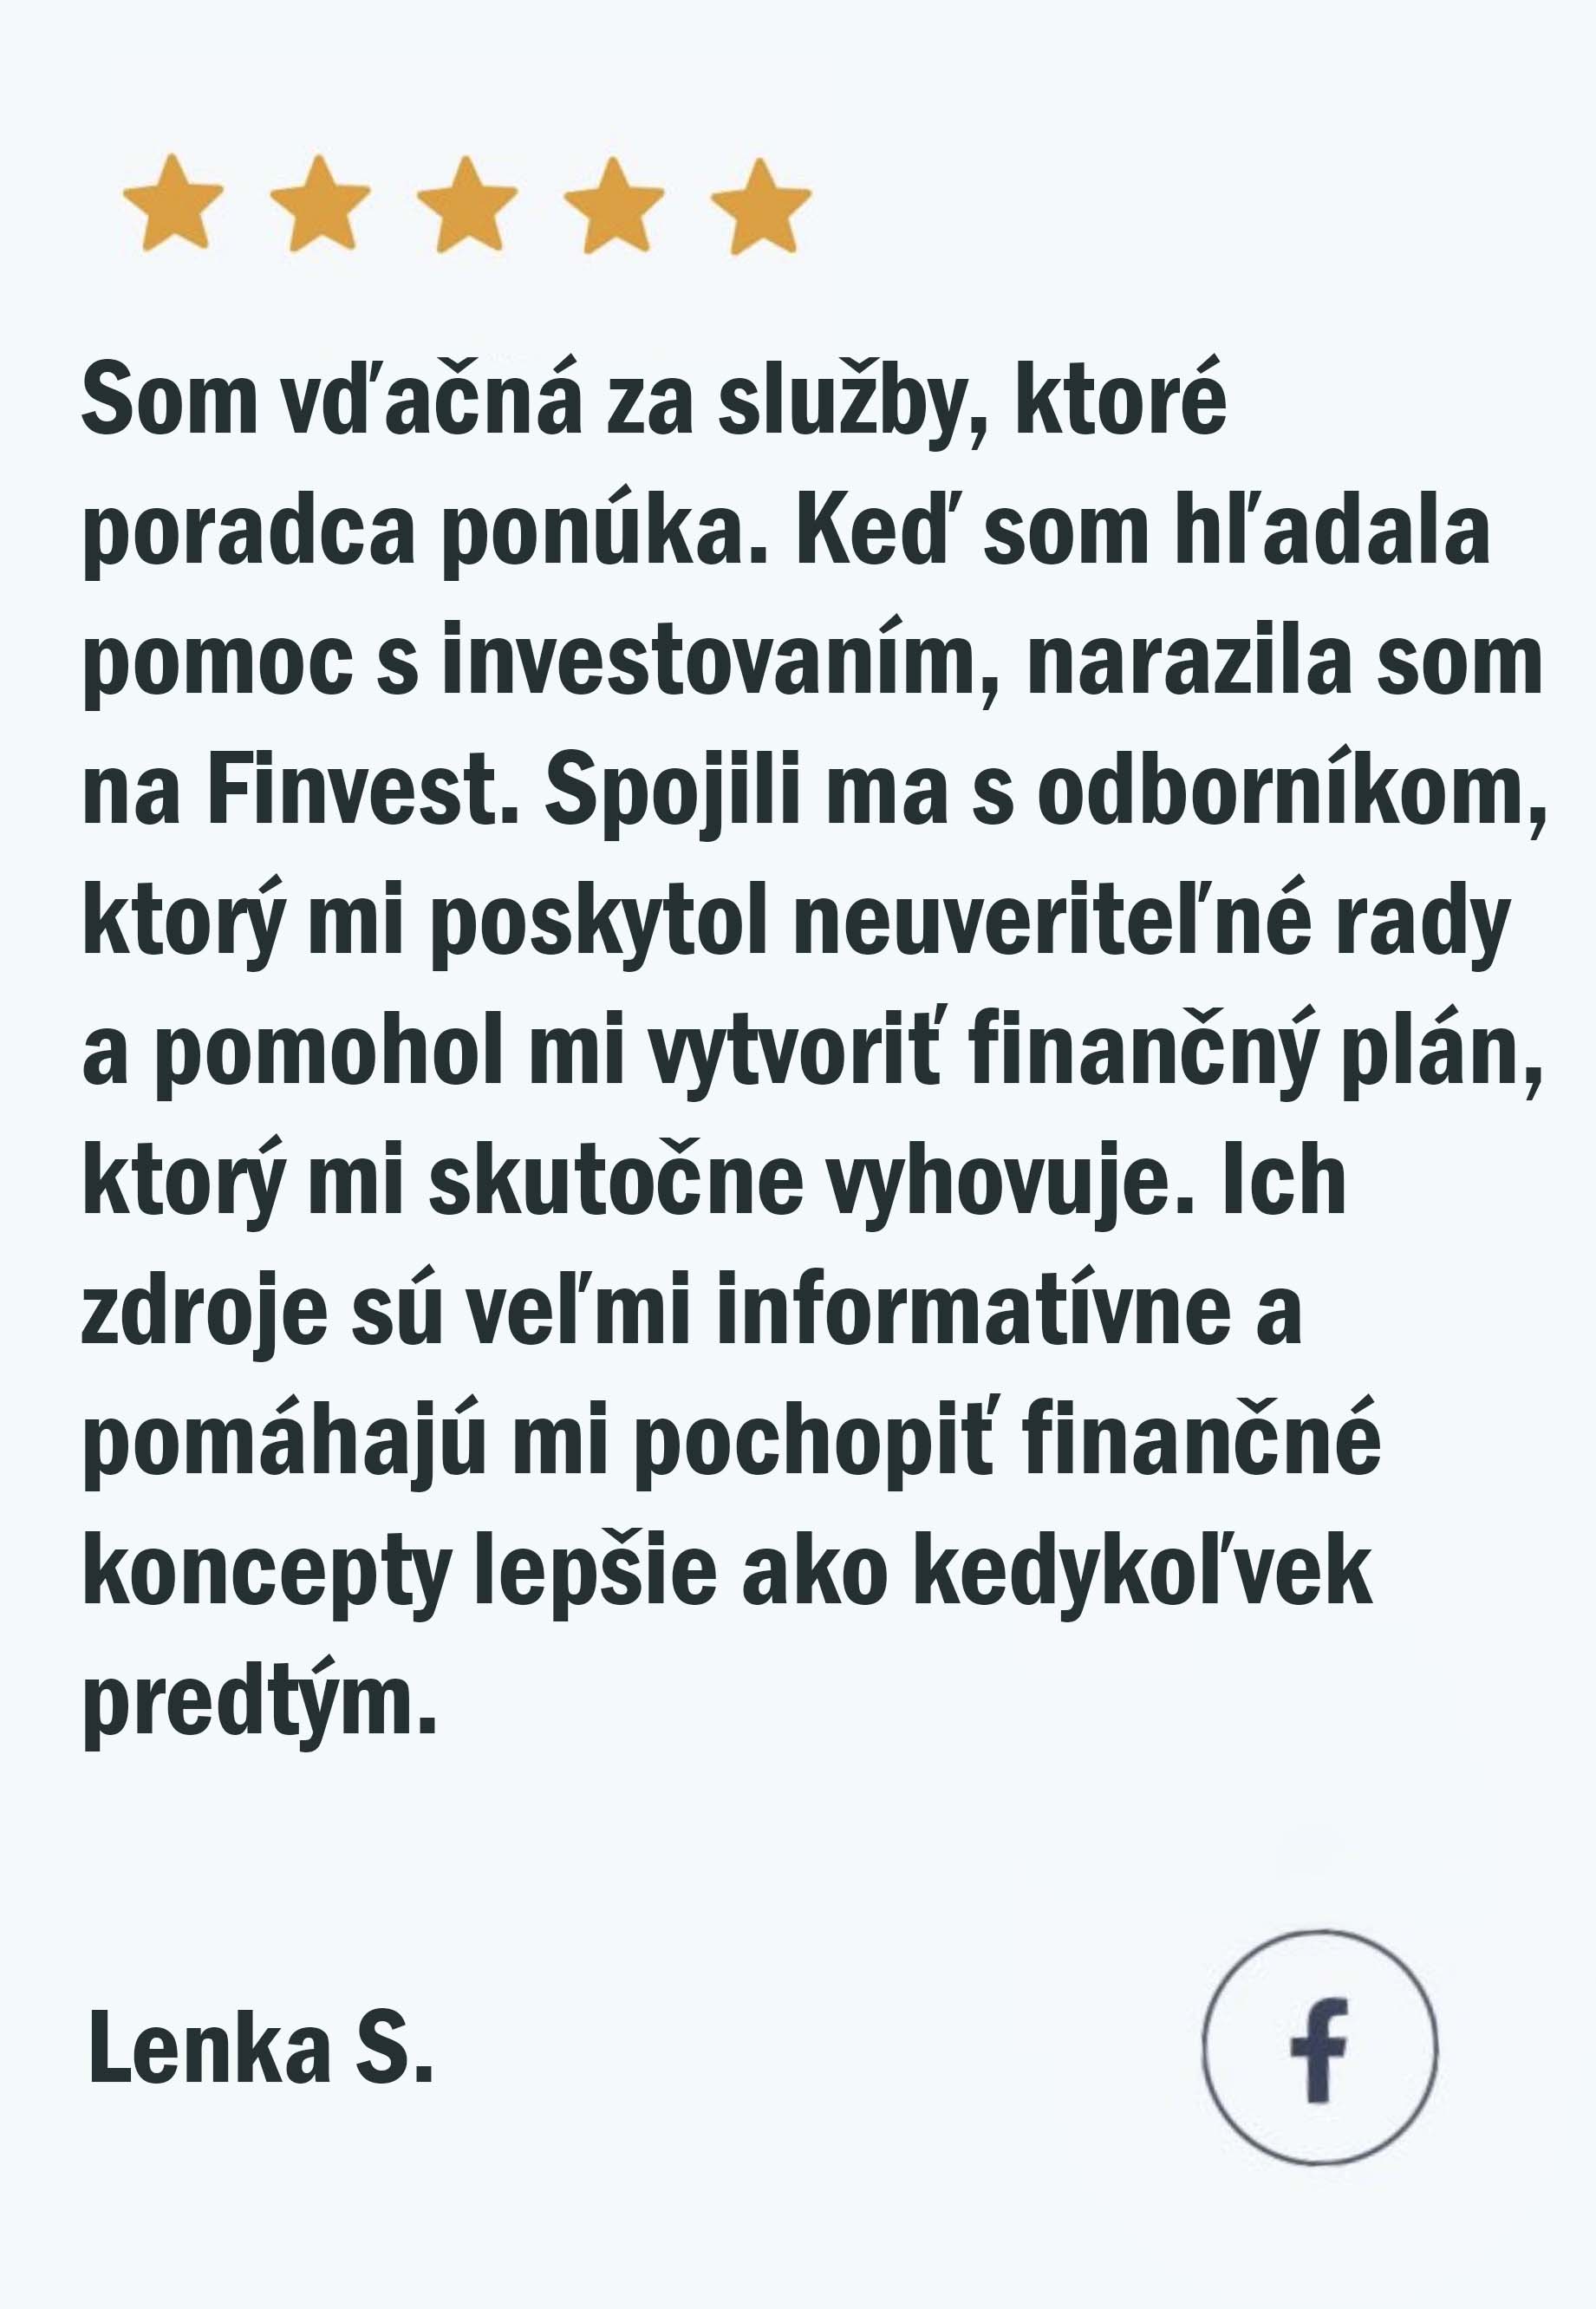 Som vďačná za služby, ktoré
poradca ponúka. Keď som hľadala
pomoc s investovaním, narazila som
na Finvest. Spojili ma s odborníkom,
ktorý mi poskytol neuveriteľné rady
a pomohol mi vytvoriť finančný plán,
ktorý mi skutočne vyhovuje. Ich
zdroje sú veľmi informatívne a
pomáhajú mi pochopiť finančné
koncepty lepšie ako kedykoľvek
predtým.
Lenka S.
f